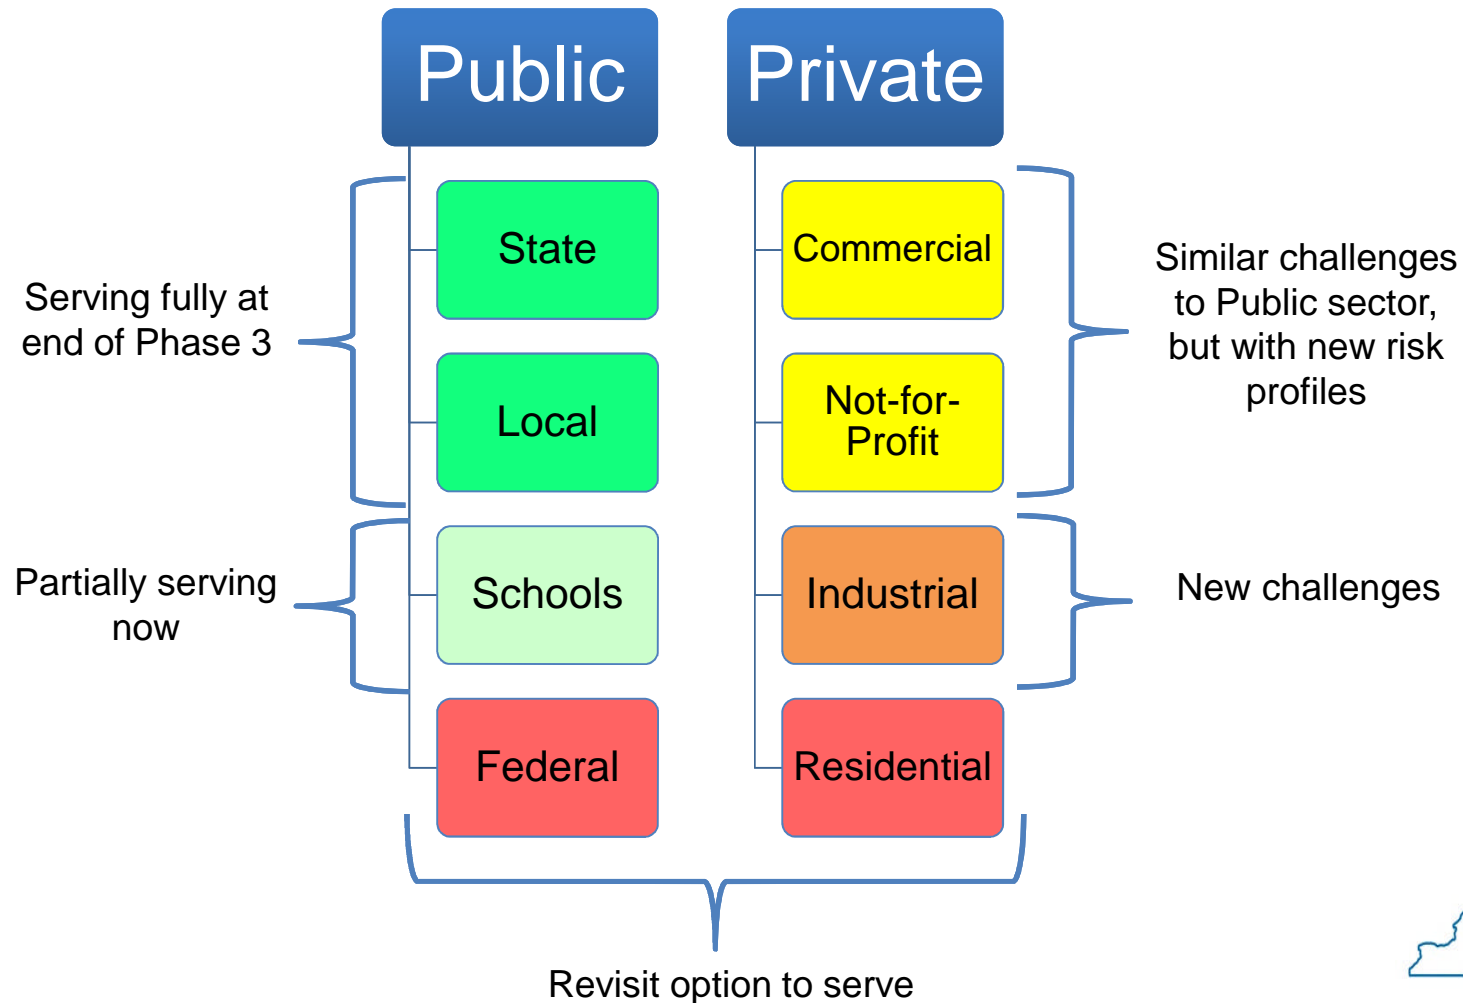 Public
Private
Serving fully at
end of Phase 3
State
Local
Partially serving
now
Schools
Federal
Commercial
Not-for-
Profit
Similar challenges
to Public sector,
but with new risk
profiles
Industrial
New challenges
Residential
Revisit option to serve